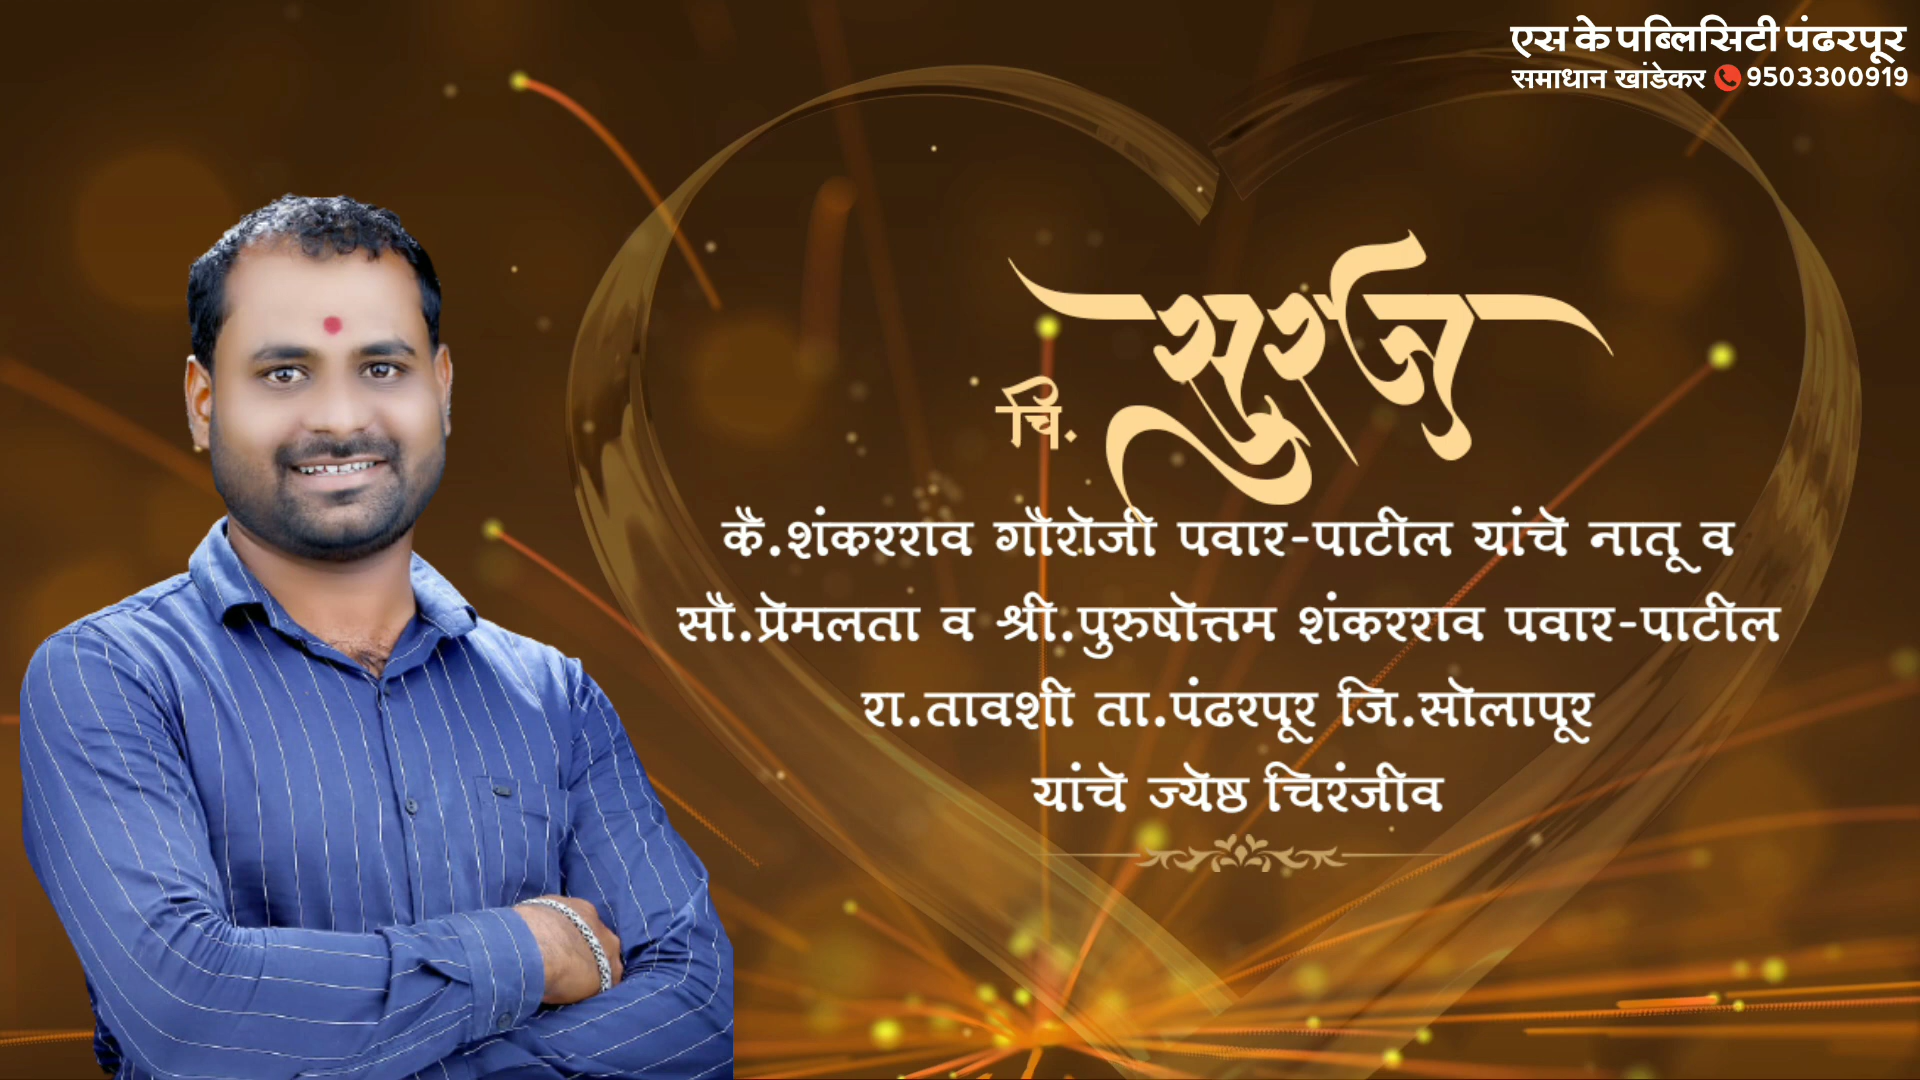 एस के पब्लिसिटी पंढरपूर
समाधान खांडेकर 9503300919
चि. सुरज
कै.शंकरराव गौरोजी पवार-पाटील यांचे नातू व
सौ.प्रेमलता व श्री.पुरुषोत्तम शंकरराव पवार-पाटील
रा.तावशी ता.पंढरपूर जि.सोलापूर
यांचे ज्येष्ठ चिरंजीव